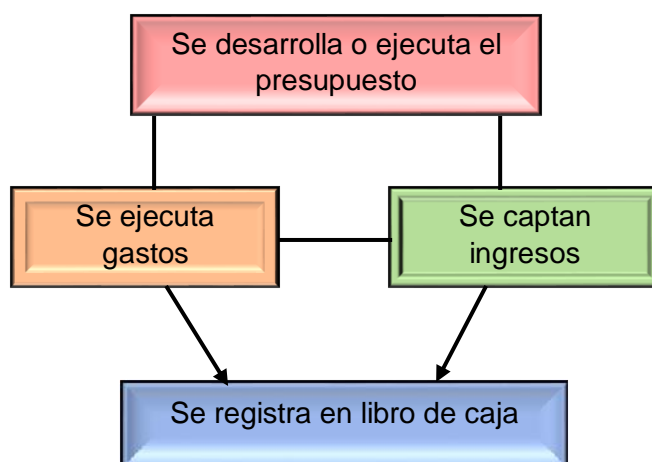 Se desarrolla o ejecuta el
presupuesto
Se ejecuta
gastos
Se captan
ingresos
Se registra en libro de caja